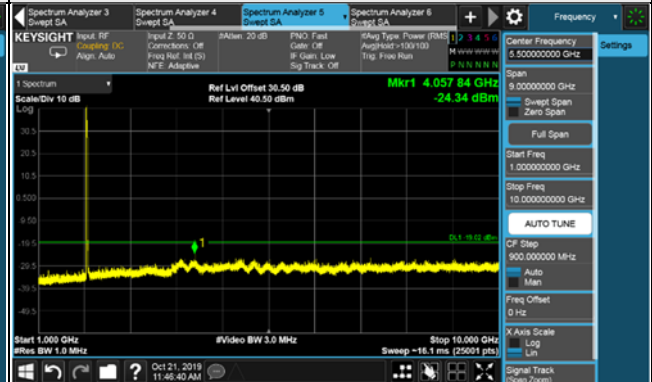 Spectrum Analyzer 3
Swept SA
Spectrum Analyzer 4
Swept SA
Spectrum Analyzer 5
Swept SA
Spectrum Analyzer 6
Swept SA
+
Frequency
KEYSIGHT
Input: RF
Coupling: DC
Align: Auto
Input Z: 50 Ω
Corrections: Off
Freq Ref: Int (S)
NFE: Adaptive
#Atten: 20 dB
PNO: Fast
Gate: Off
IF Gain: Low
Sig Track: Off
#Avg Type: Power (RMS)
Avg|Hold:>100/100
Trig: Free Run
1 2 3 4 5 6
M W W W W W
P N N N N N
LXI
1 Spectrum
Scale/Div 10 dB
Log
Ref Lvl Offset 30.50 dB
Ref Level 40.50 dBm
Mkr1 4.057 84 GHz
-24.34 dBm
30.5
20.5
10.5
0.500
-9.50
-19.5
-29.5
-39.5
-49.5
1
DL1 -19.02 dBm
Start 1.000 GHz
#Res BW 1.0 MHz
#Video BW 3.0 MHz
Stop 10.000 GHz
Sweep ~16.1 ms (25001 pts)
?
Oct 21, 2019
11:46:40 AM
Center Frequency
5.500000000 GHz
Span
9.00000000 GHz
Swept Span
Zero Span
Full Span
Start Freq
1.000000000 GHz
Stop Freq
10.000000000 GHz
AUTO TUNE
CF Step
900.000000 MHz
Auto
Man
Freq Offset
0 Hz
X Axis Scale
Log
Lin
Signal Track
(Span Zoom)
Settings